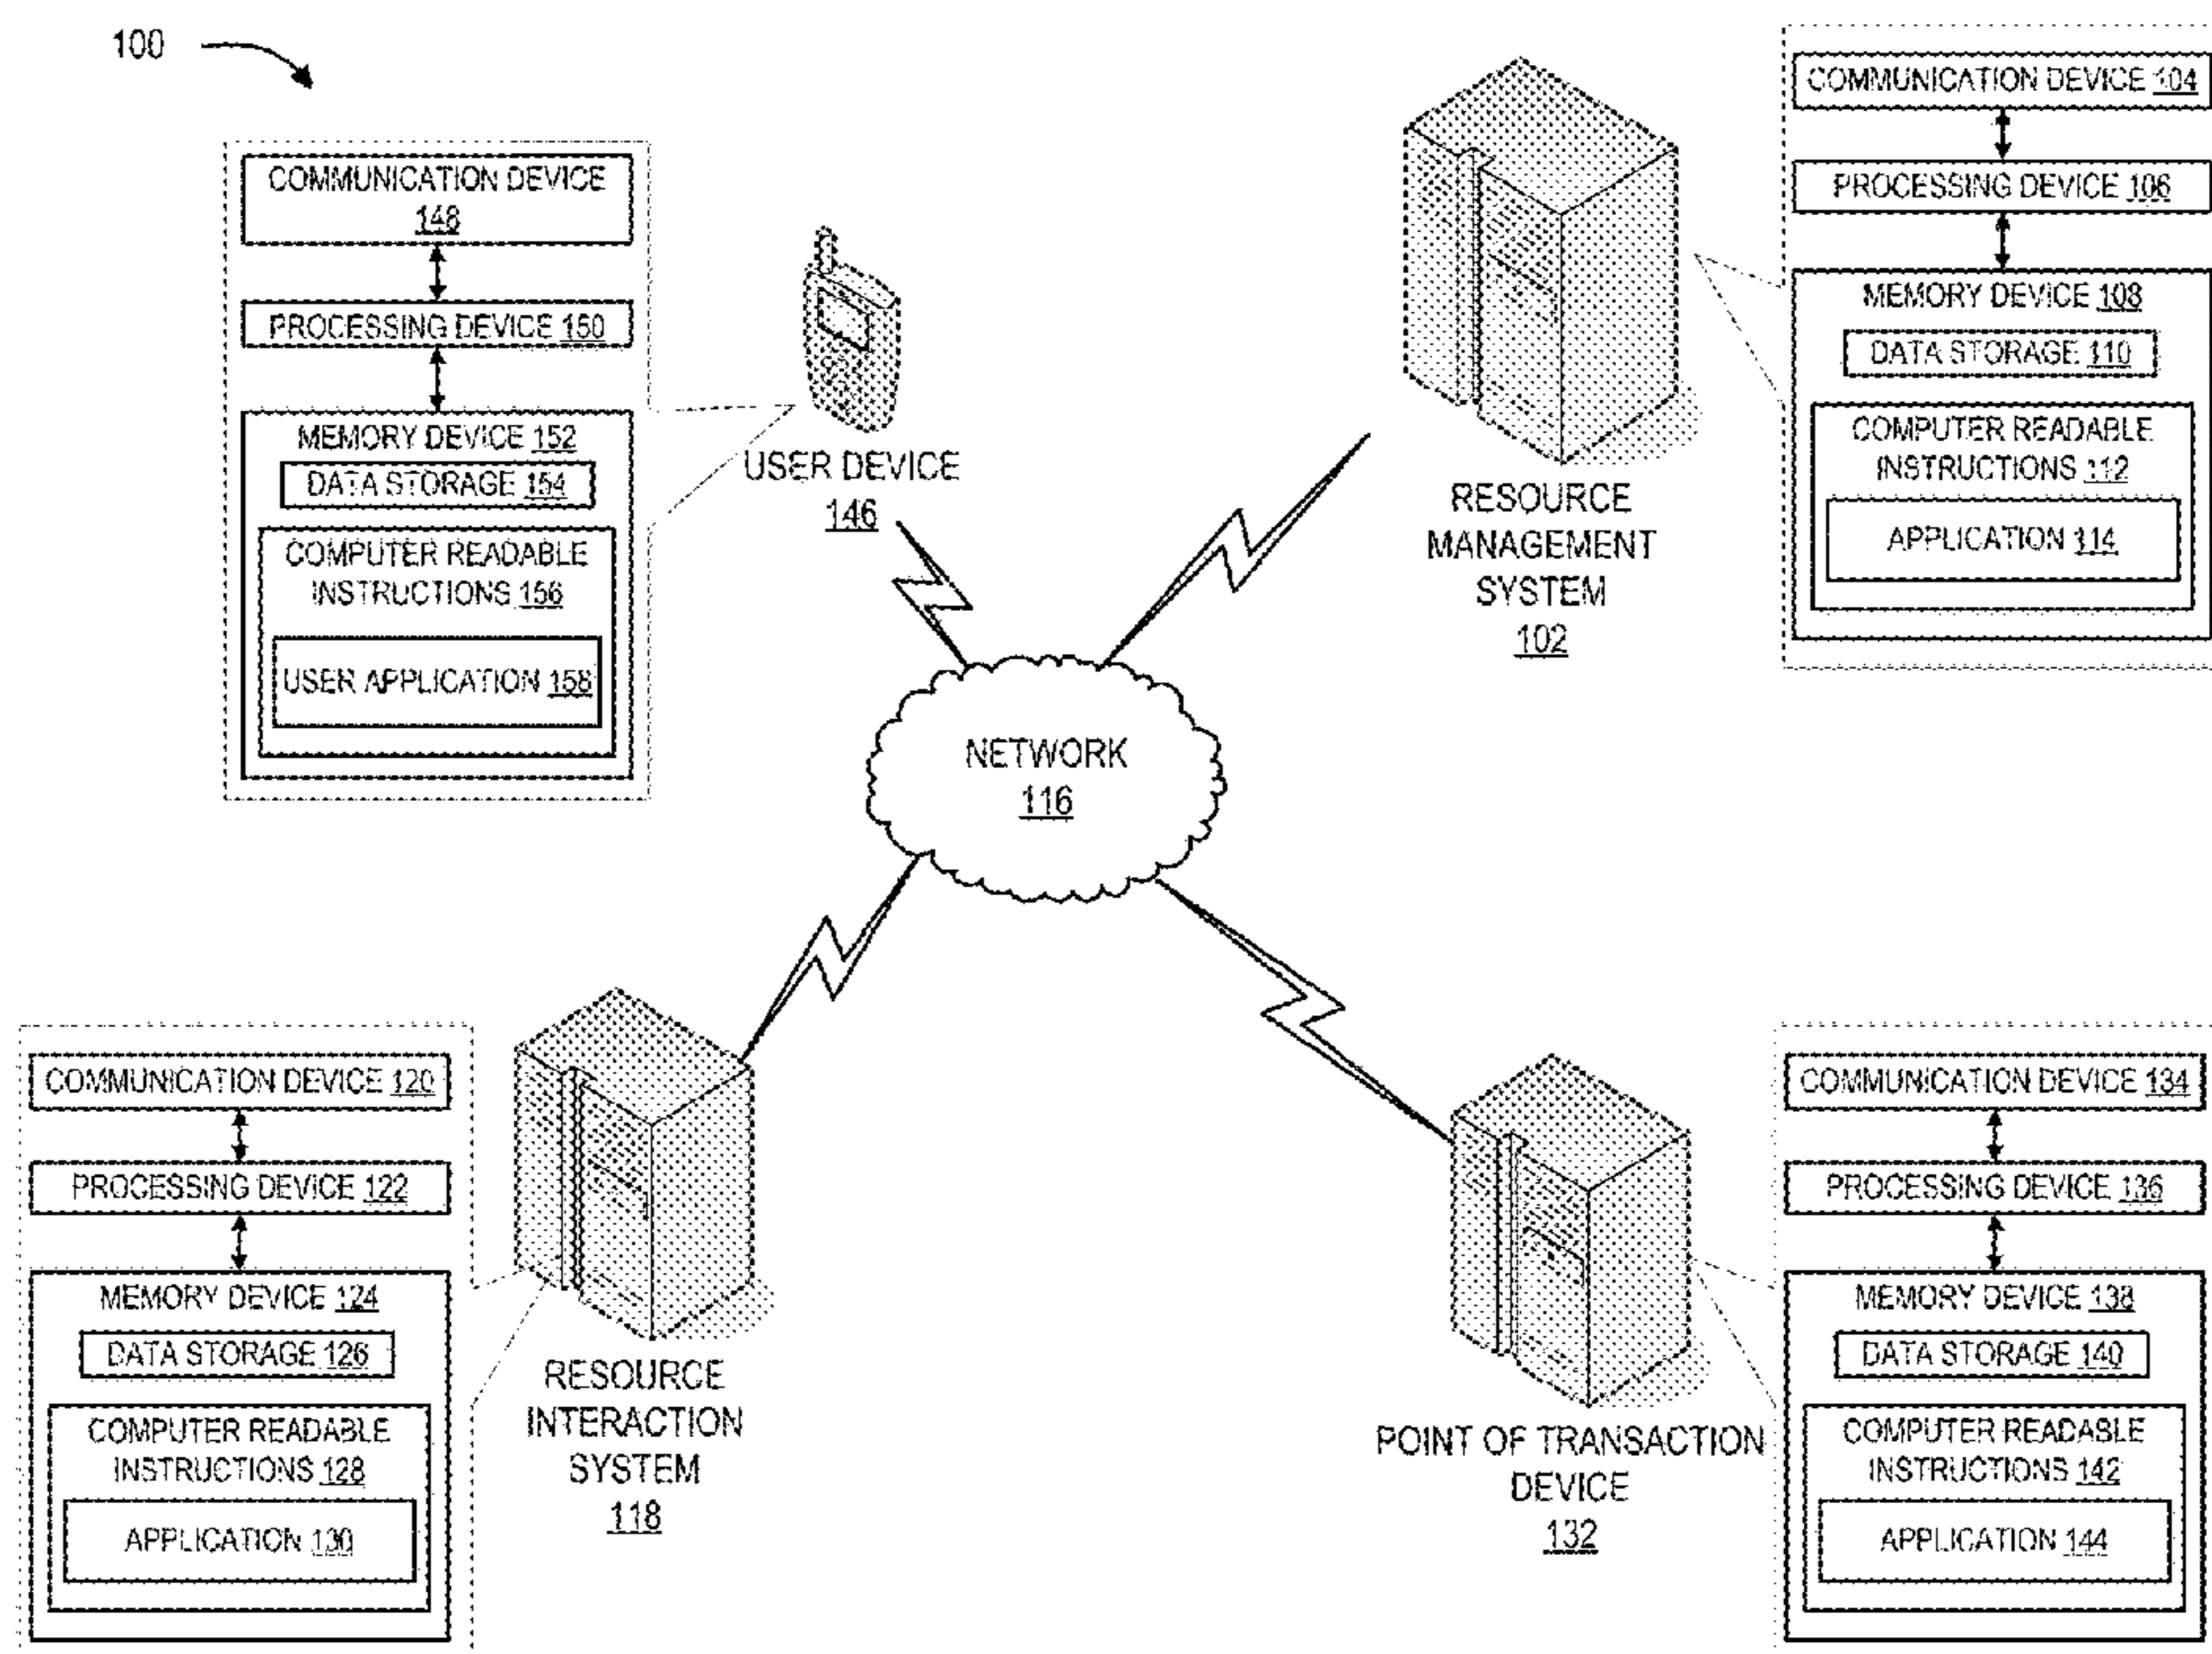 100
COMMUNICATION DEVICE
148
PROCESSING DEVICE 150
MEMORY DEVICE 152
DATA STORAGE 154
COMPUTER READABLE
INSTRUCTIONS 156
USER APPLICATION 158
USER DEVICE
146
RESOURCE
MANAGEMENT
SYSTEM
102
COMMUNICATION DEVICE 104
PROCESSING DEVICE 106
MEMORY DEVICE 108
DATA STORAGE 110
COMPUTER READABLE
INSTRUCTIONS 112
APPLICATION 114
NETWORK
116
COMMUNICATION DEVICE 120
PROCESSING DEVICE 122
MEMORY DEVICE 124
DATA STORAGE 126
COMPUTER READABLE
INSTRUCTIONS 128
APPLICATION 130
RESOURCE
INTERACTION
SYSTEM
118
POINT OF TRANSACTION
DEVICE
132
COMMUNICATION DEVICE 134
PROCESSING DEVICE 136
MEMORY DEVICE 138
DATA STORAGE 140
COMPUTER READABLE
INSTRUCTIONS 142
APPLICATION 144